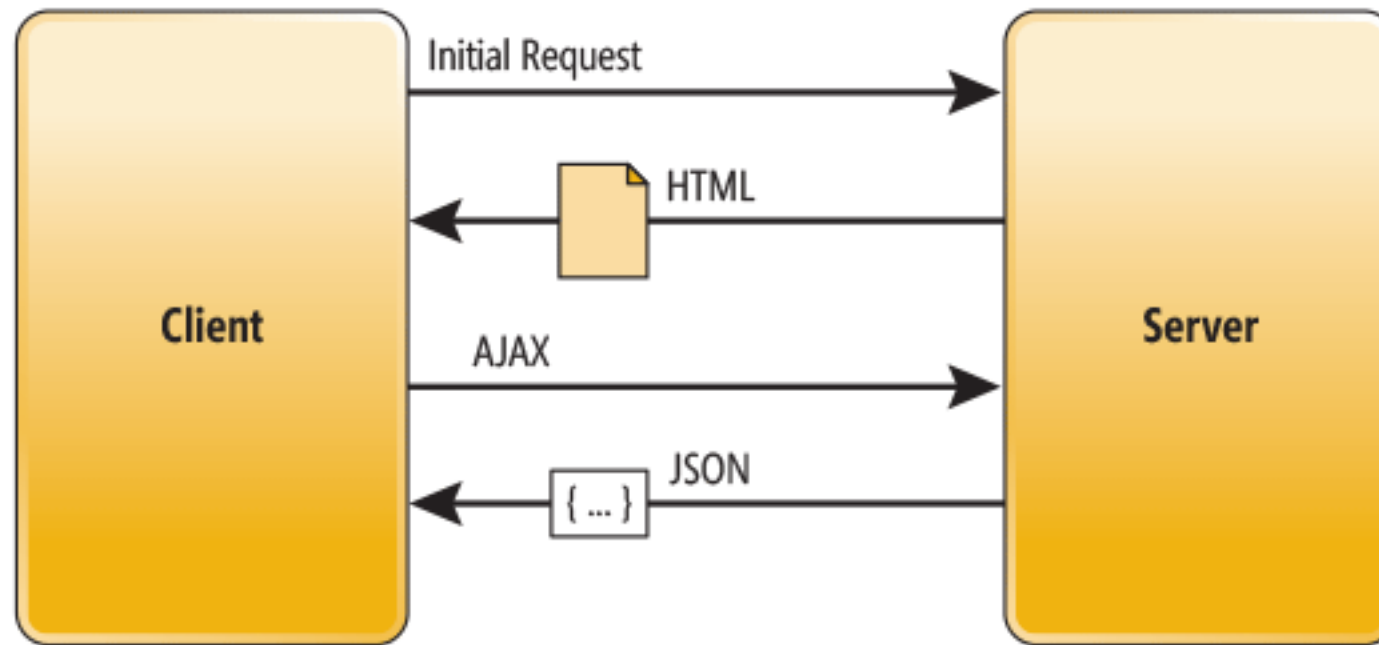 Initial Request
HTML
Client
Server
AJAX
JSON
{ ... }